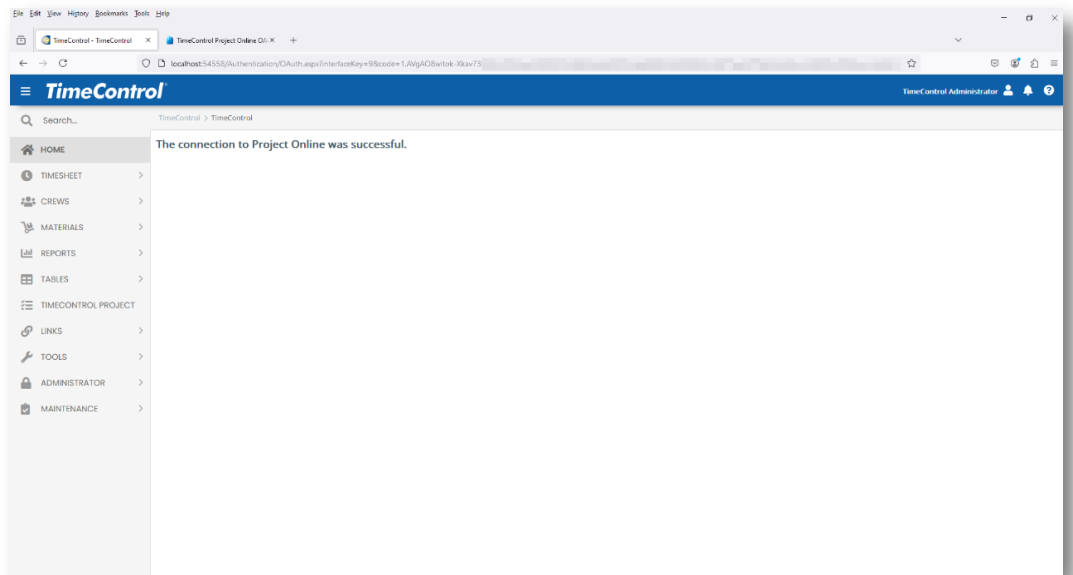 File Edit View History Bookmarks Tools Help
TimeControl - TimeControl
TimeControl Project Online OA
localhost:54558/Authentication/OAuth.aspx?interfaceKey=9&code=1.AVgAO8witok-Xkav73
TimeControl
TimeControl Administrator
Search...
TimeControl > TimeControl
HOME
The connection to Project Online was successful.
TIMESHEET
CREWS
MATERIALS
REPORTS
TABLES
TIMECONTROL PROJECT
LINKS
TOOLS
ADMINISTRATOR
MAINTENANCE